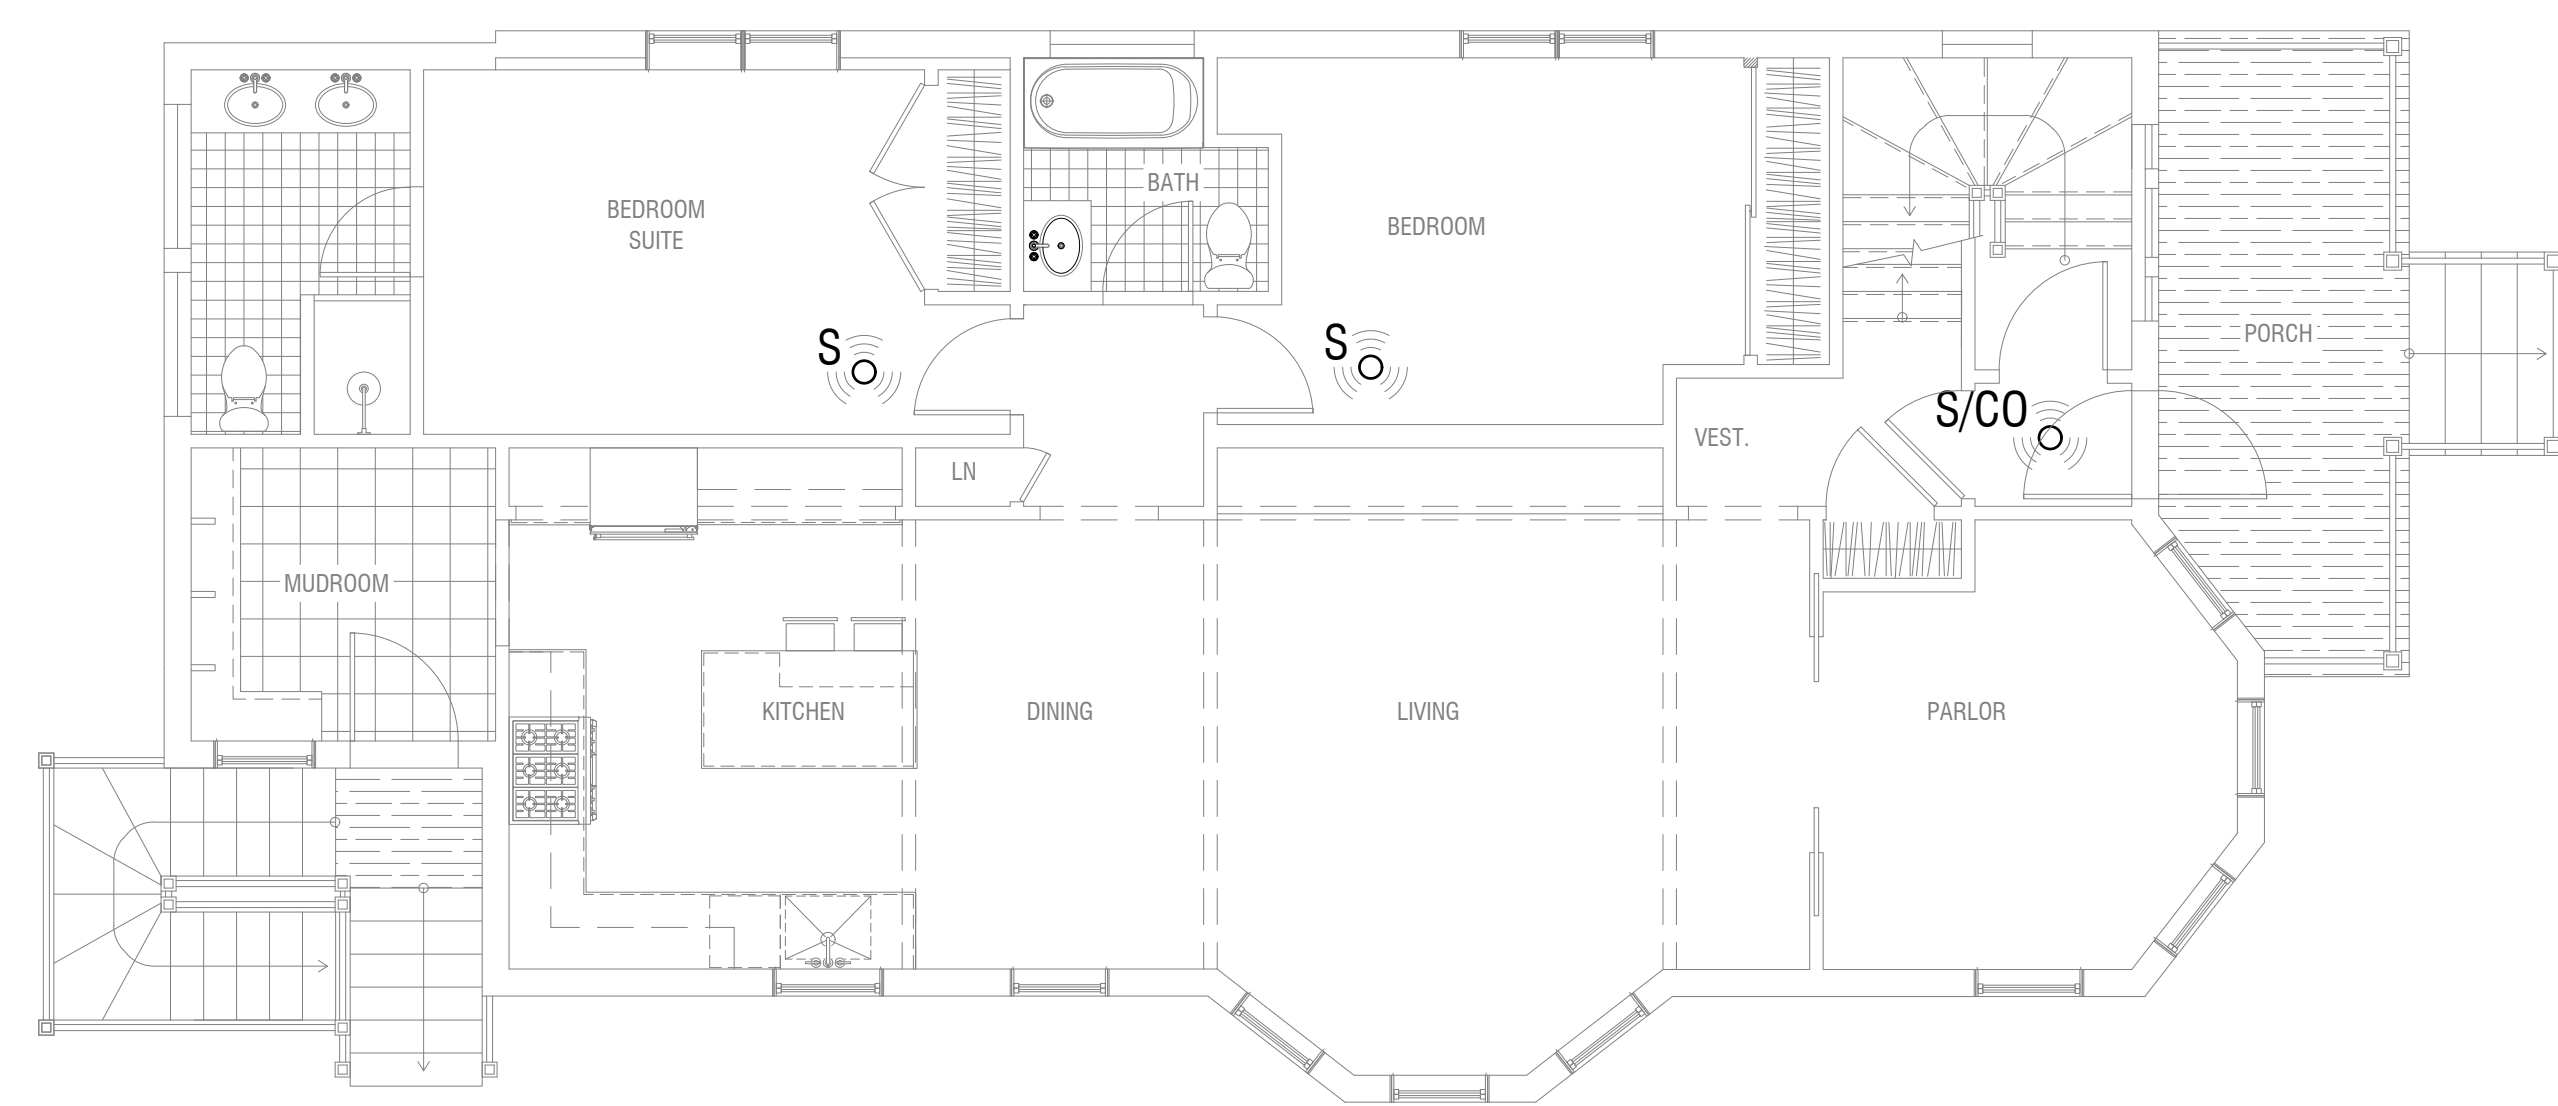 BATH
BEDROOM
SUITE
BEDROOM
S
S
PORCH
S/CO
VEST.
LN
MUDROOM
KITCHEN
DINING
LIVING
PARLOR